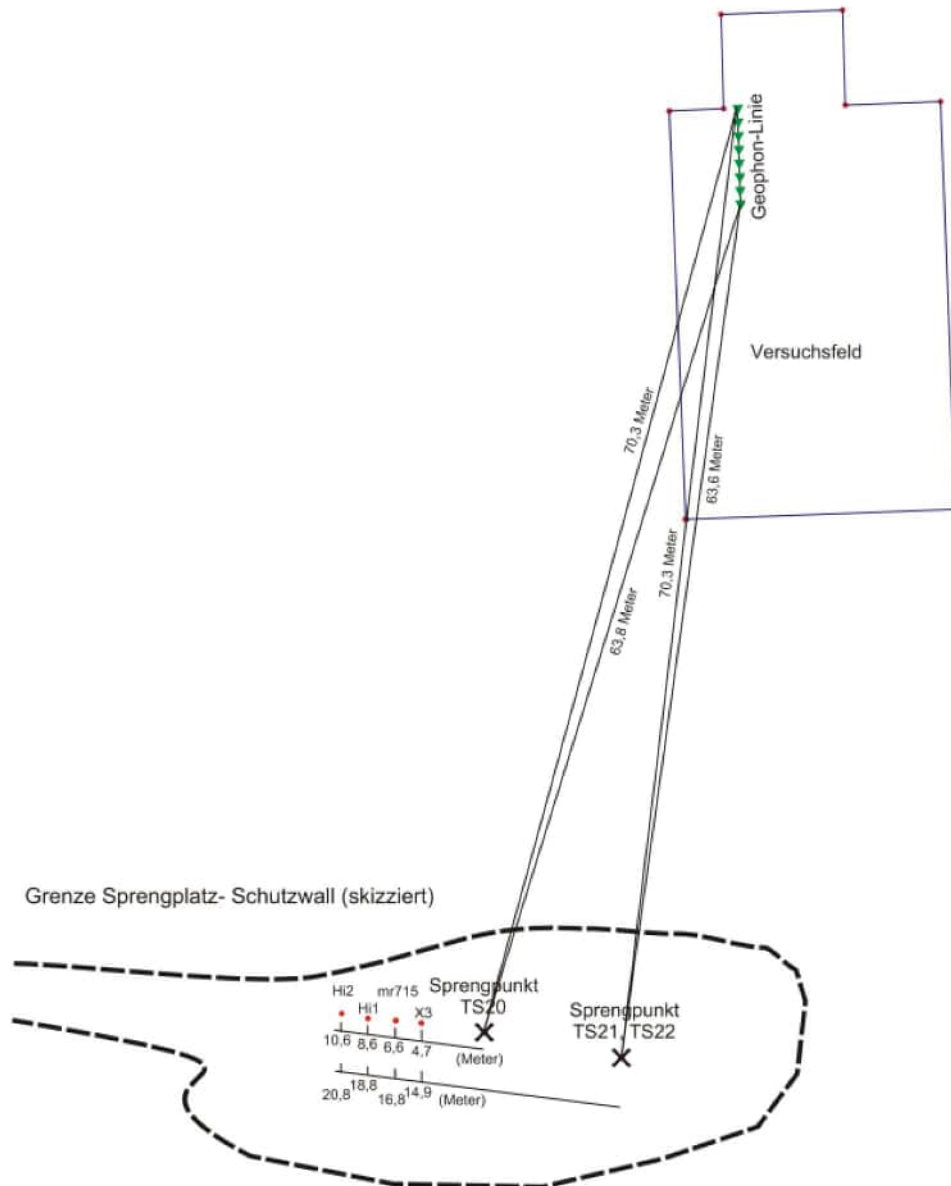 Geophon-Linie
Versuchsfeld
70,3 Meter
63,6 Meter
70,3 Meter
63,8 Meter
Grenze Sprengplatz- Schutzwall (skizziert)
Hi2
Hi1
mr715
X3
Sprengpunkt
TS20
Sprengpunkt
TS21, TS22
10,6 8,6 6,6 4,7 (Meter)
20,8 18,8 16,8 14,9 (Meter)